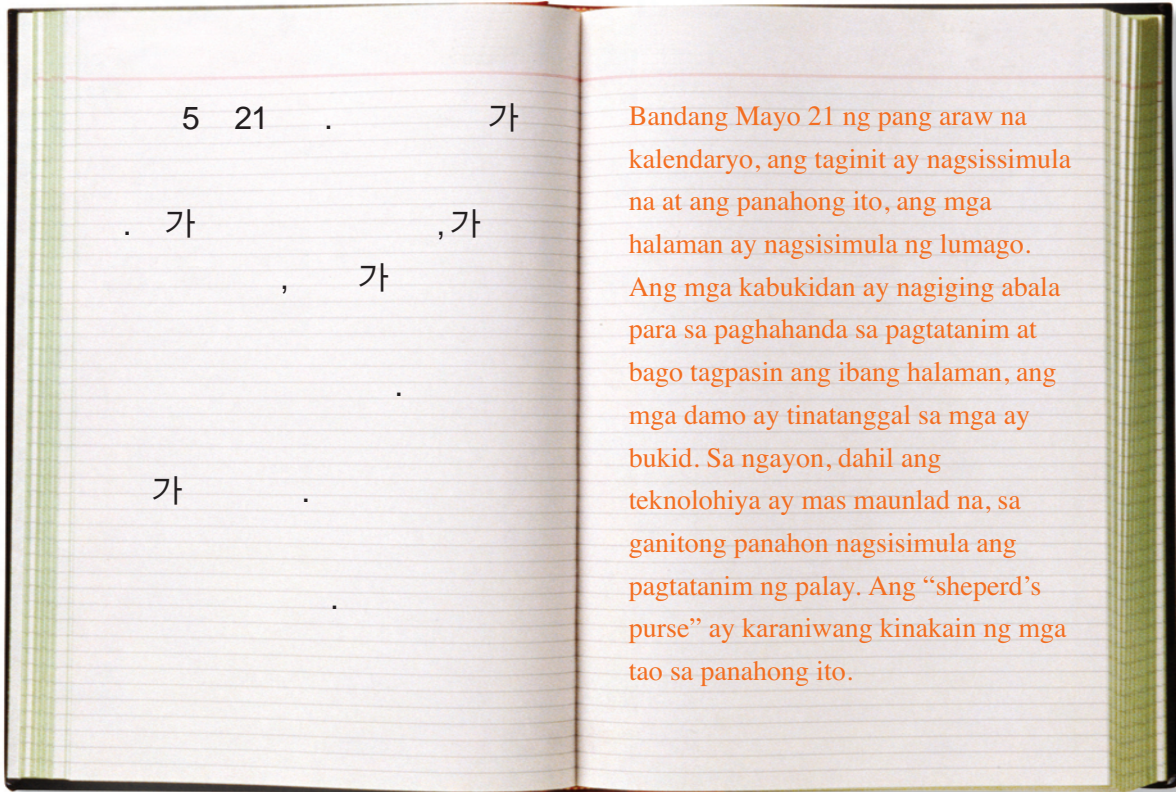 5 21 . 가
. 가 , 가
, 가
.
가 .
.
Bandang Mayo 21 ng pang araw na
kalendaryo, ang taginit ay nagsissimula
na at ang panahong ito, ang mga
halaman ay nagsisimula ng lumago.
Ang mga kabukidan ay nagiging abala
para sa paghahanda sa pagtatanim at
bago tagpasin ang ibang halaman, ang
mga damo ay tinatanggal sa mga ay
bukid. Sa ngayon, dahil ang
teknolohiya ay mas maunlad na, sa
ganitong panahon nagsisimula ang
pagtatanim ng palay. Ang “sheperd’s
purse” ay karaniwang kinakain ng mga
tao sa panahong ito.